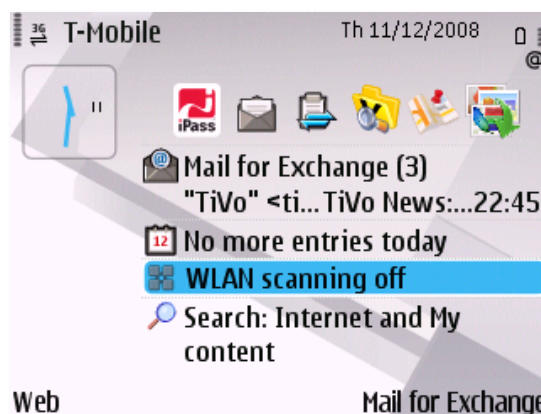 3G T-Mobile Th 11/12/2008
@
iPass
Mail for Exchange (3)
"TiVo" <ti...TiVo News:...22:45
12 No more entries today
WLAN scanning off
Search: Internet and My
content
Web Mail for Exchange